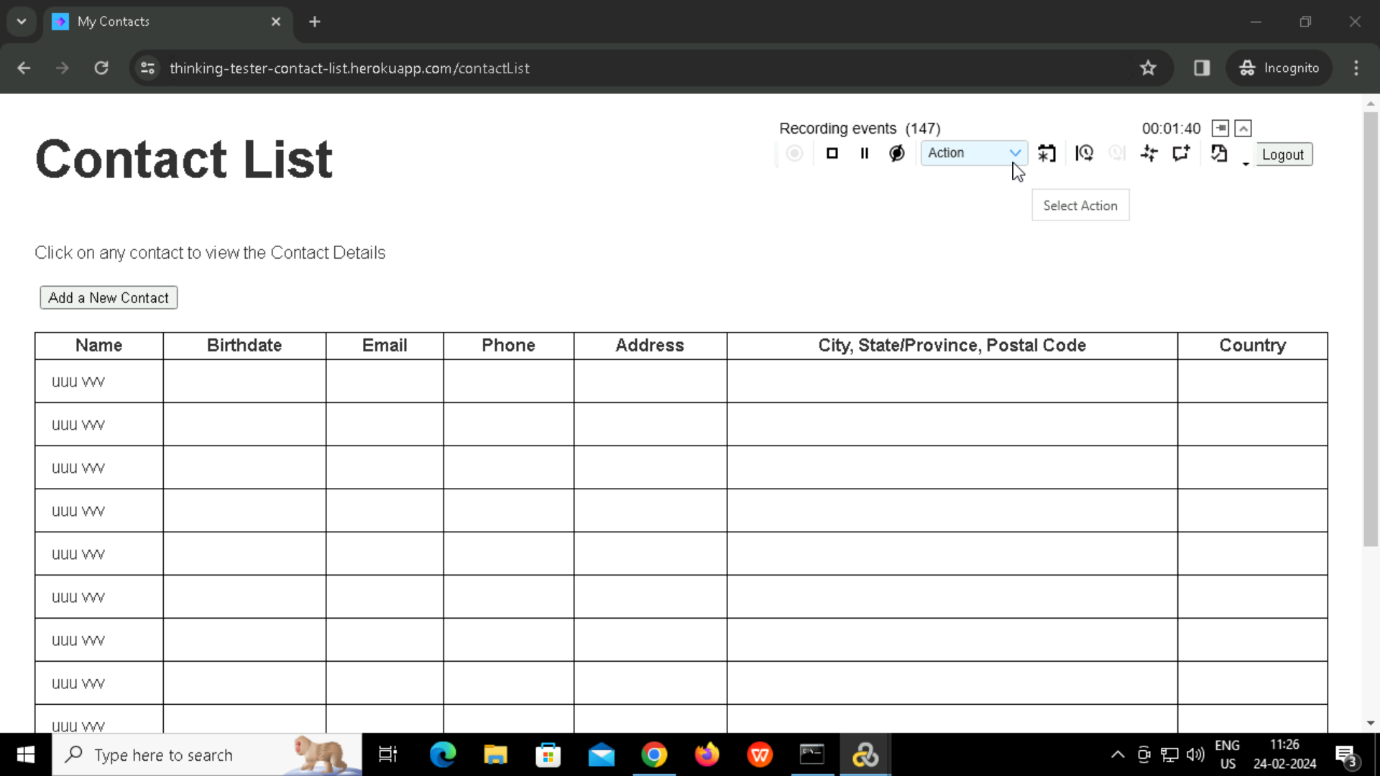 My Contacts
thinking-tester-contact-list.herokuapp.com/contactList
Incognito
Contact List
Recording events (147)
00:01:40
Action
Logout
Select Action
Click on any contact to view the Contact Details
Add a New Contact
Name Birthdate Email Phone Address City, State/Province, Postal Code Country
uuu vvv
uuu vvv
uuu vvv
uuu vvv
uuu vvv
uuu vvv
uuu vvv
uuu vvv
uuu vvv
Type here to search
ENG
US
11:26
24-02-2024
3